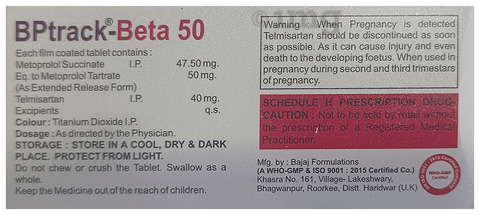 BPtrack-Beta 50
Each film coated tablet contains :
Metoprolol Succinate I.P. 47.50 mg.
Eq. to Metoprolol Tartrate 50 mg.
(As Extended Release Form)
Telmisartan I.P. 40 mg.
Excipients q.s.
Colour : Titanium Dioxide I.P.
Dosage : As directed by the Physician.
STORAGE : STORE IN A COOL, DRY & DARK
PLACE. PROTECT FROM LIGHT.
Do not chew or crush the Tablet. Swallow as a
whole.
Keep the Medicine out of the reach of children.
1mg
Warning : When Pregnancy is detected
Telmisartan should be discontinued as soon
as possible. As it can cause injury and even
death to the developing foetus. When used in
pregnancy during second and third trimestars
of pregnancy.
SCHEDULE H PRESCRIPTION DRUG-
CAUTION : Not to be sold by retail without
the prescription of a Registered Medical
Practitioner.
Mfg. by : Bajaj Formulations
(A WHO-GMP & ISO 9001 : 2015 Certified Co.)
Khasra No. 161, Village- Lakeshwary,
Bhagwanpur, Roorkee, Distt. Haridwar (U.K)
WHO-GMP